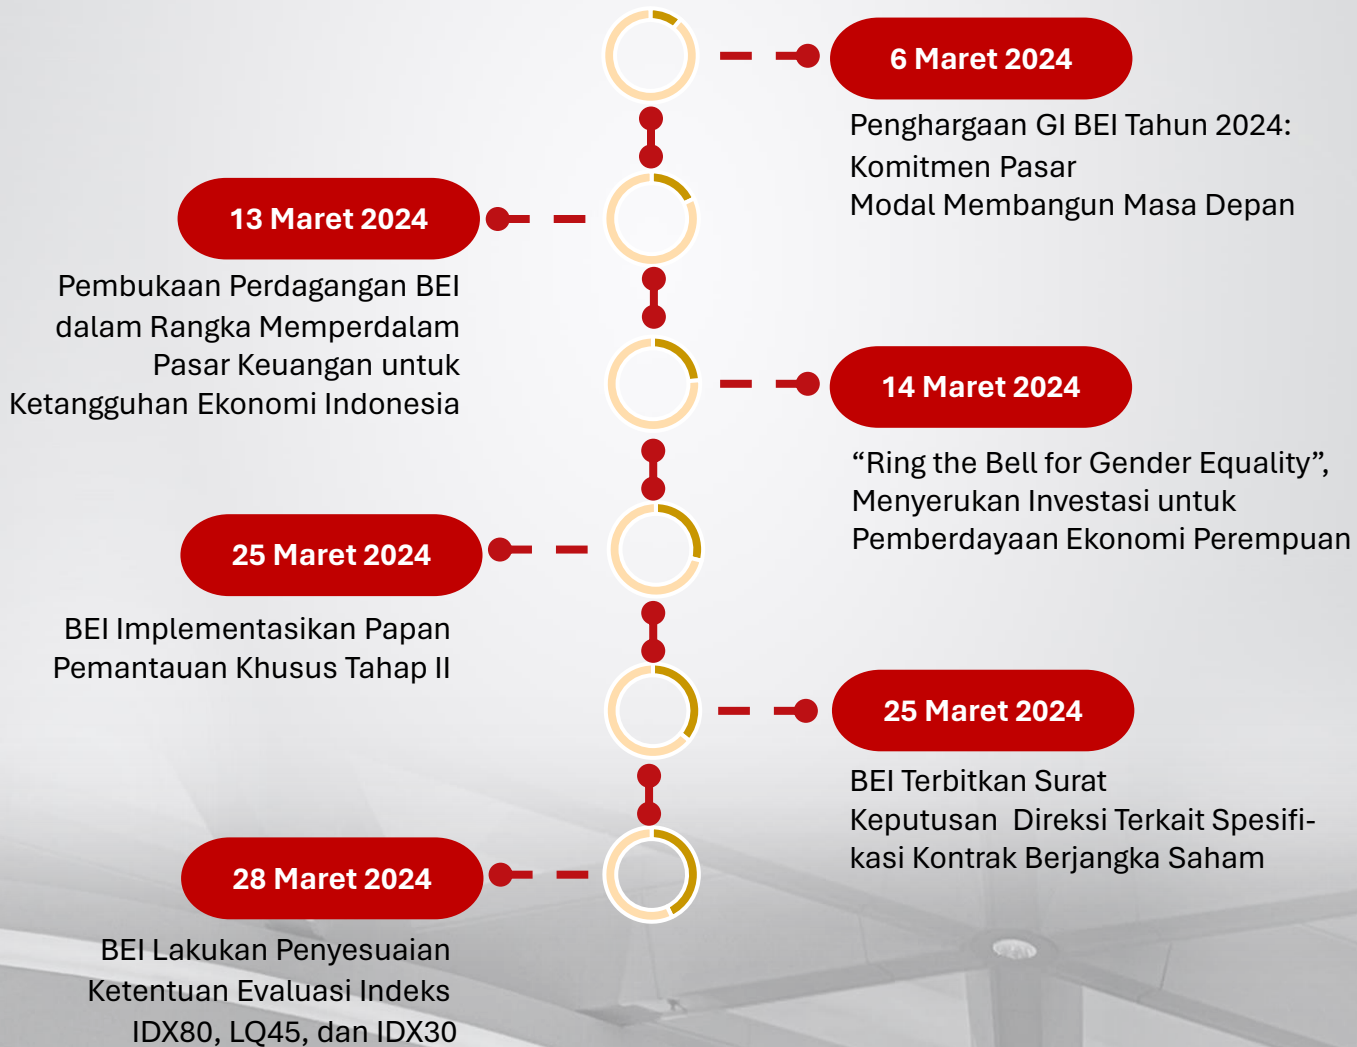 6 Maret 2024
Penghargaan GI BEI Tahun 2024:
Komitmen Pasar
Modal Membangun Masa Depan
13 Maret 2024
Pembukaan Perdagangan BEI
dalam Rangka Memperdalam
Pasar Keuangan untuk
Ketangguhan Ekonomi Indonesia
14 Maret 2024
“Ring the Bell for Gender Equality”,
Menyerukan Investasi untuk
Pemberdayaan Ekonomi Perempuan
25 Maret 2024
BEI Implementasikan Papan
Pemantauan Khusus Tahap II
25 Maret 2024
BEI Terbitkan Surat
Keputusan  Direksi Terkait Spesifi-
kasi Kontrak Berjangka Saham
28 Maret 2024
BEI Lakukan Penyesuaian
Ketentuan Evaluasi Indeks
IDX80, LQ45, dan IDX30